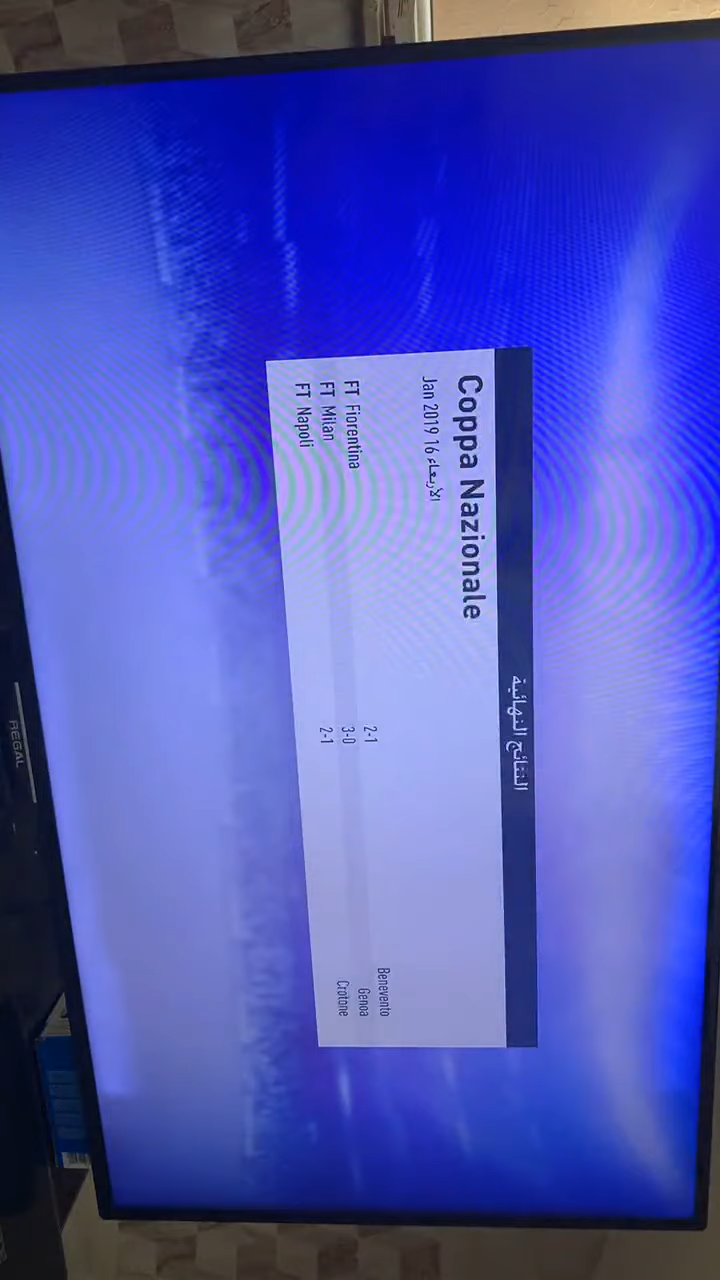 النتائج النهائية
Coppa Nazionale
الأربعاء 16 Jan 2019
FT Fiorentina 2-1 Benevento
FT Milan 3-0 Genoa
FT Napoli 2-1 Crotone
REGAL